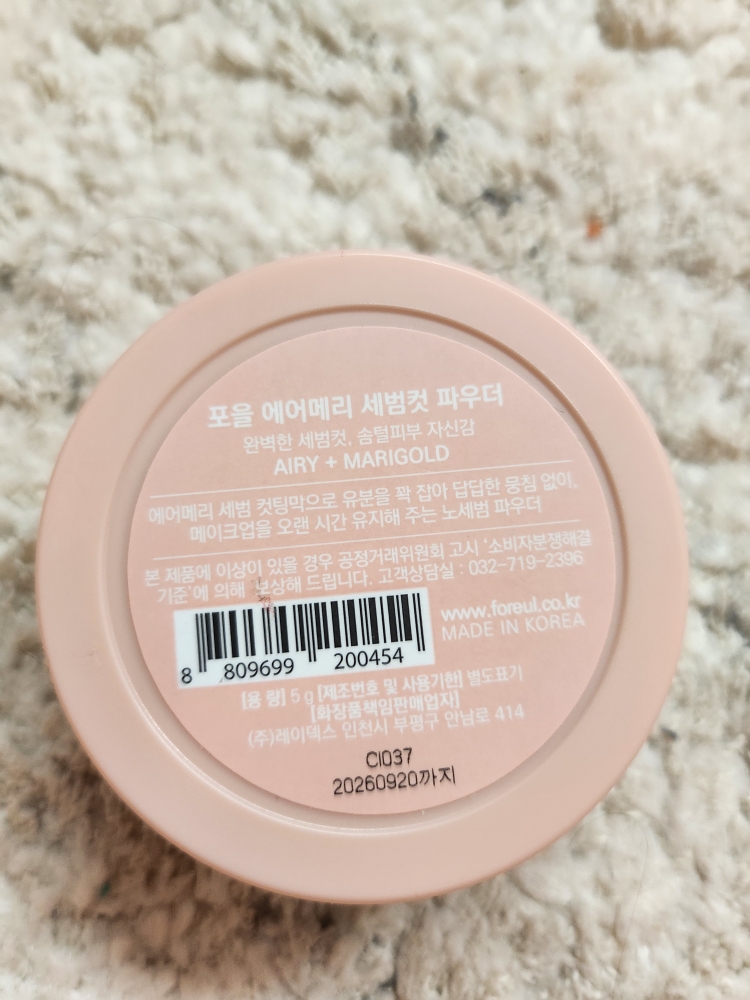 포을 에어메리 세범컷 파우더
완벽한 세범컷, 솜털피부 자신감
AIRY + MARIGOLD
에어메리 세범 컷팅막으로 유분을 꽉 잡아 답답한 뭉침 없이,
메이크업을 오랜 시간 유지해 주는 노세범 파우더
본 제품에 이상이 있을 경우 공정거래위원회 고시 '소비자분쟁해결
기준'에 의해 보상해 드립니다. 고객상담실 : 032-719-2396
www.foreul.co.kr
MADE IN KOREA
8 809699 200454
[용 량] 5 g [제조번호 및 사용기한] 별도표기
[화장품책임판매업자]
(주)레이덱스 인천시 부평구 안남로 414
CI037
20260920까지